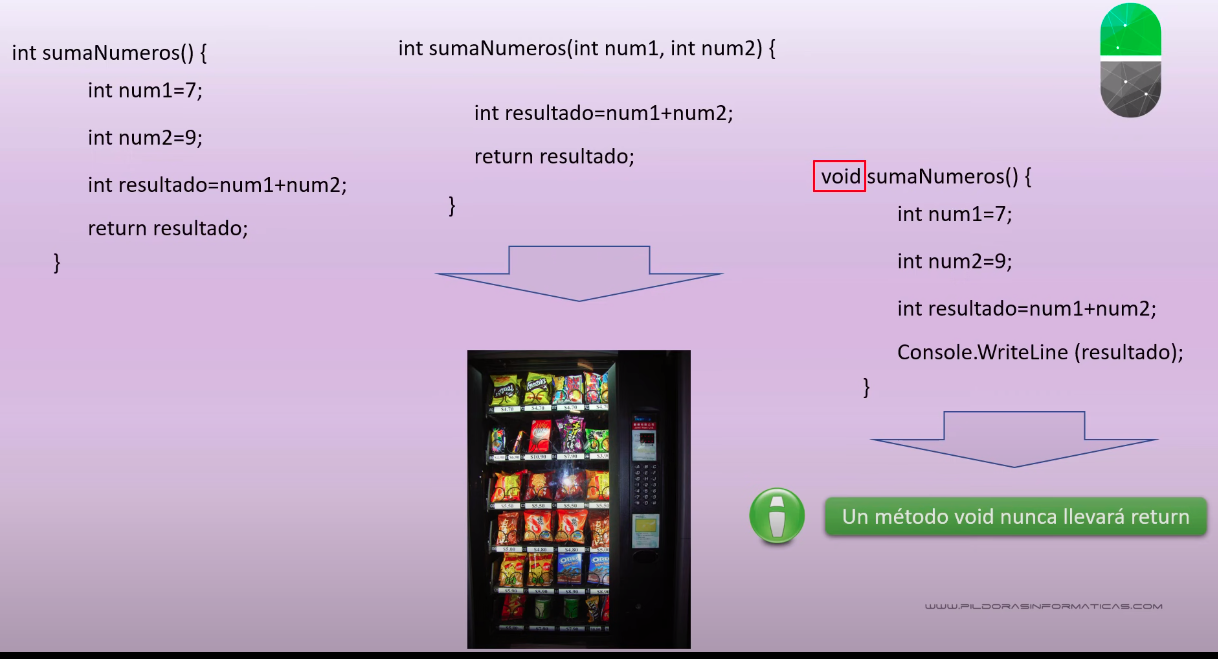 int sumaNumeros() {
int num1=7;
int num2=9;
int resultado=num1+num2;
return resultado;
}
int sumaNumeros(int num1, int num2) {
int resultado=num1+num2;
return resultado;
}
void sumaNumeros() {
int num1=7;
int num2=9;
int resultado=num1+num2;
Console.WriteLine (resultado);
}
Un método void nunca llevará return
WWW.PILDORASINFORMATICAS.COM